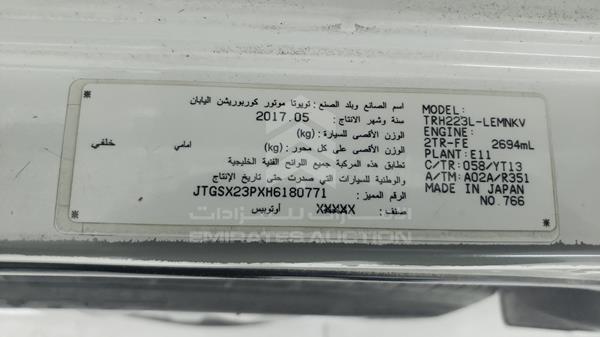 اسم الصانع وبلد الصنع : تويوتا موتور كوربوريشن اليابان
سنة وشهر الانتاج : 2017.05
الوزن الأقصى للسيارة : (kg)
الوزن الأقصى على كل محور : (kg) امامي خلفي
تطابق هذه المركبة جميع اللوائح الفنية الخليجية
والوطنية للسيارات التي صدرت حتى تاريخ الإنتاج
الرقم المميز : JTGSX23PXH6180771
صنف : XXXXX أوتوبيس
MODEL:
TRH223L-LEMNKV
ENGINE:
2TR-FE 2694mL
PLANT: E11
C/TR: 058/YT13
A/TM: A02A/R351
MADE IN JAPAN
NO.766
الإمارات للمزادات
EMIRATES AUCTION